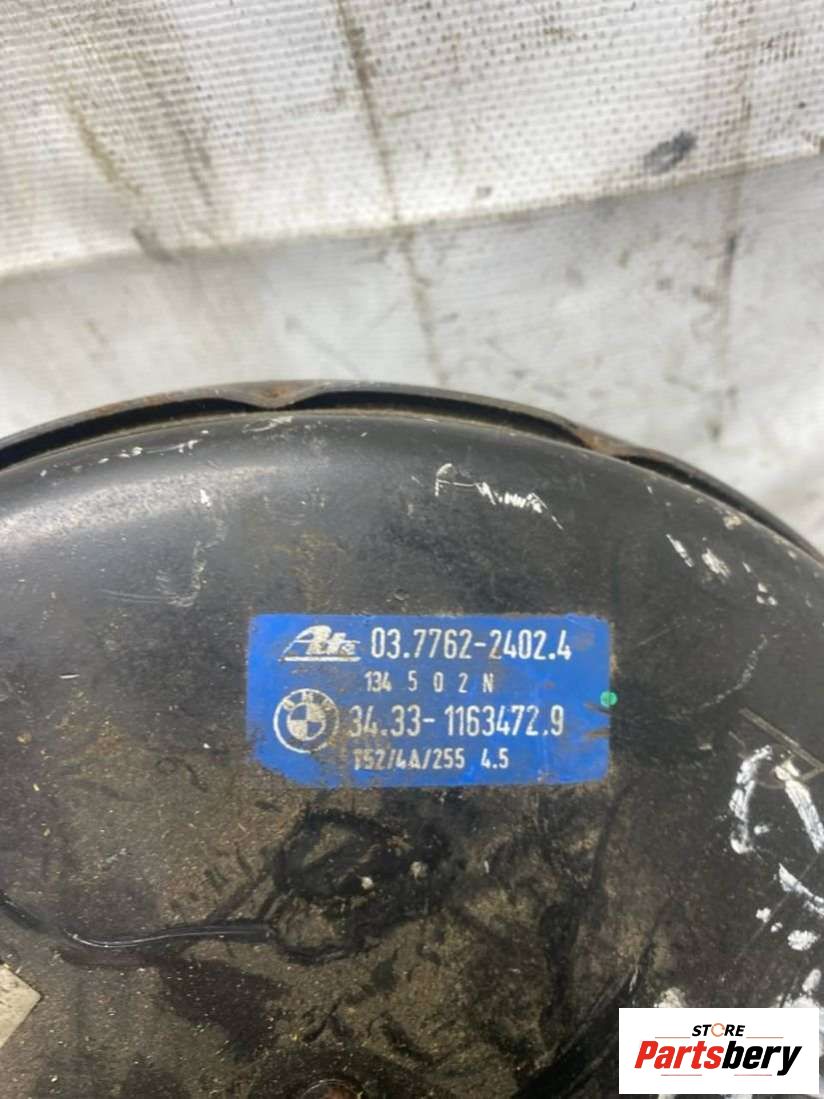 Ate 03.7762-2402.4
134 5 0 2 N
BMW 34.33-1163472.9
T52/4A/255 4.5
STORE
Partsbery